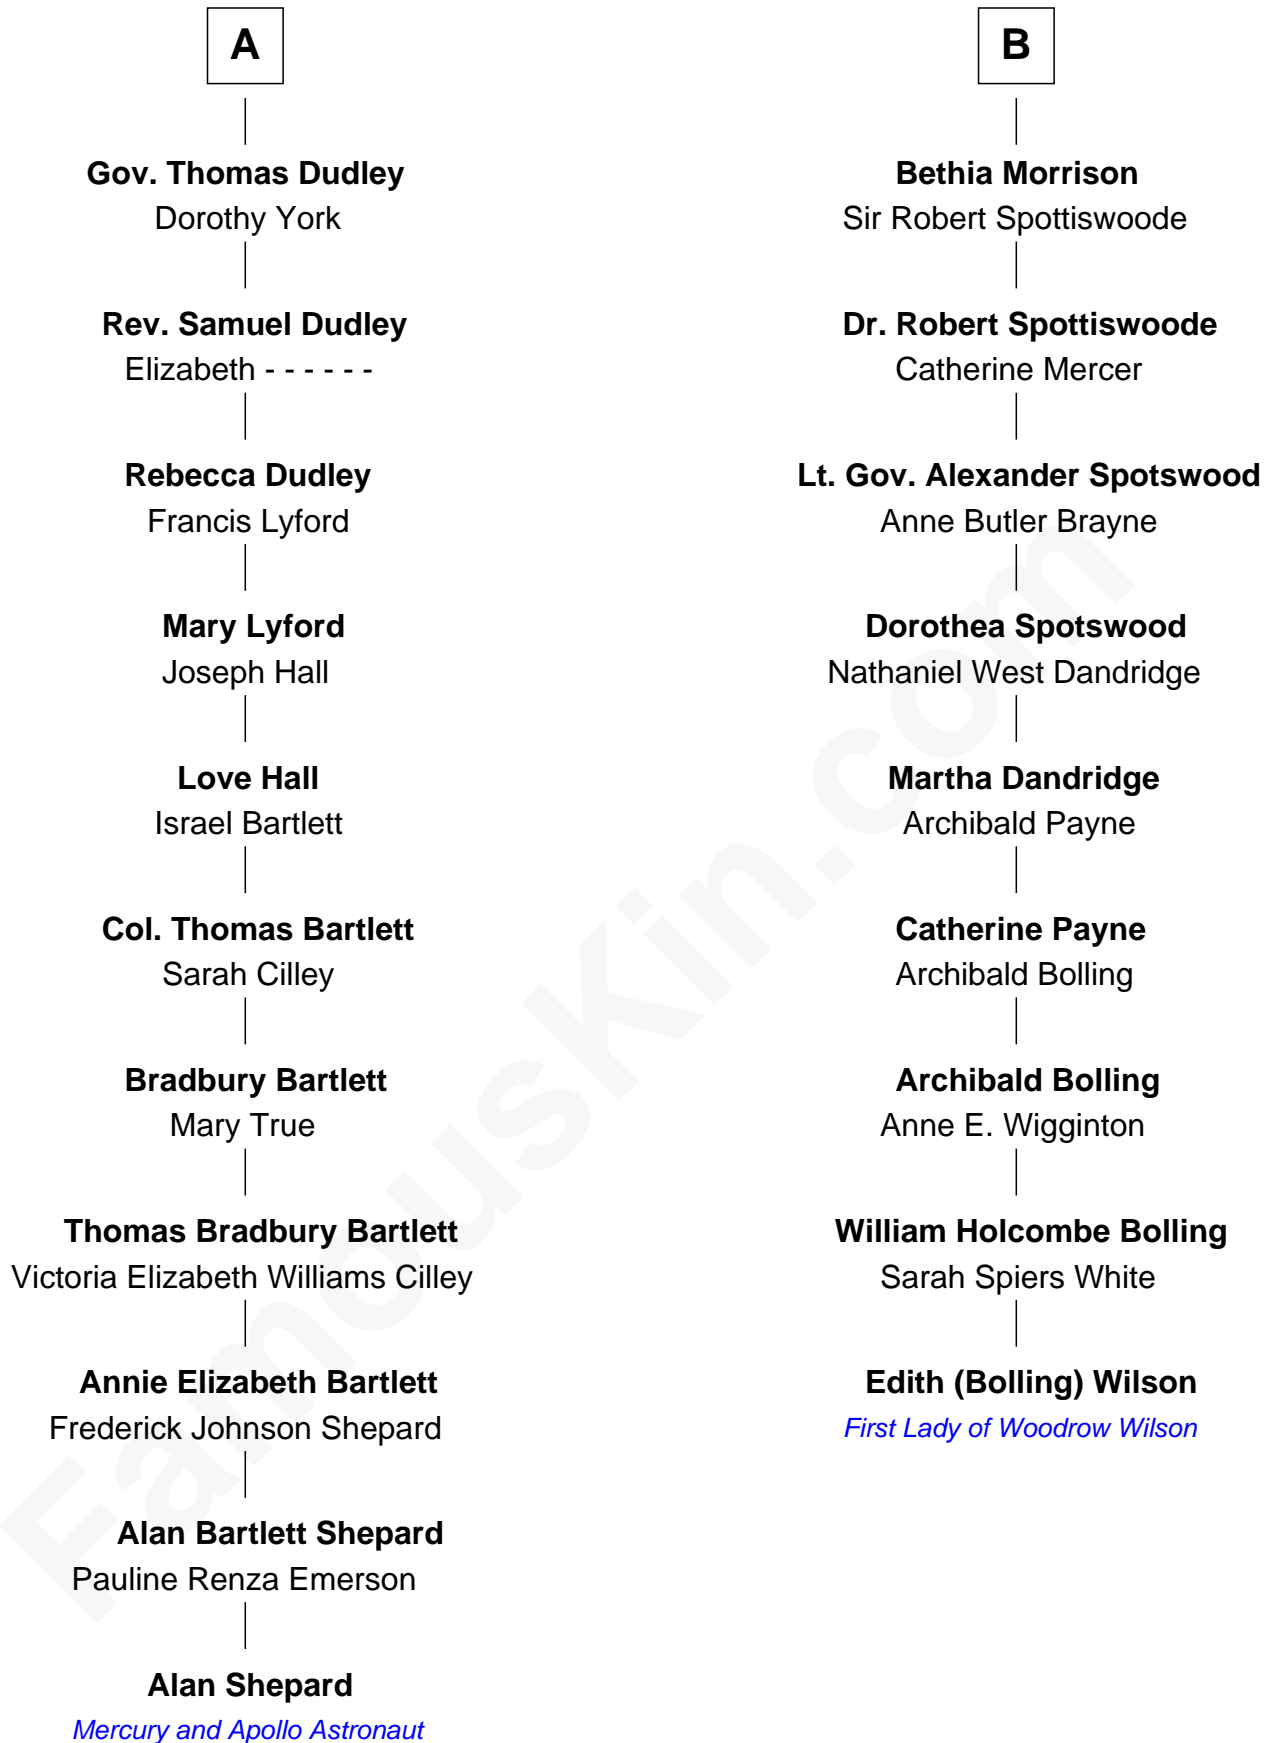 A
Gov. Thomas Dudley
Dorothy York
Rev. Samuel Dudley
Elizabeth - - - - - -
Rebecca Dudley
Francis Lyford
Mary Lyford
Joseph Hall
Love Hall
Israel Bartlett
Col. Thomas Bartlett
Sarah Cilley
Bradbury Bartlett
Mary True
Thomas Bradbury Bartlett
Victoria Elizabeth Williams Cilley
Annie Elizabeth Bartlett
Frederick Johnson Shepard
Alan Bartlett Shepard
Pauline Renza Emerson
Alan Shepard
Mercury and Apollo Astronaut
B
Bethia Morrison
Sir Robert Spottiswoode
Dr. Robert Spottiswoode
Catherine Mercer
Lt. Gov. Alexander Spotswood
Anne Butler Brayne
Dorothea Spotswood
Nathaniel West Dandridge
Martha Dandridge
Archibald Payne
Catherine Payne
Archibald Bolling
Archibald Bolling
Anne E. Wigginton
William Holcombe Bolling
Sarah Spiers White
Edith (Bolling) Wilson
First Lady of Woodrow Wilson
FamousKin.com